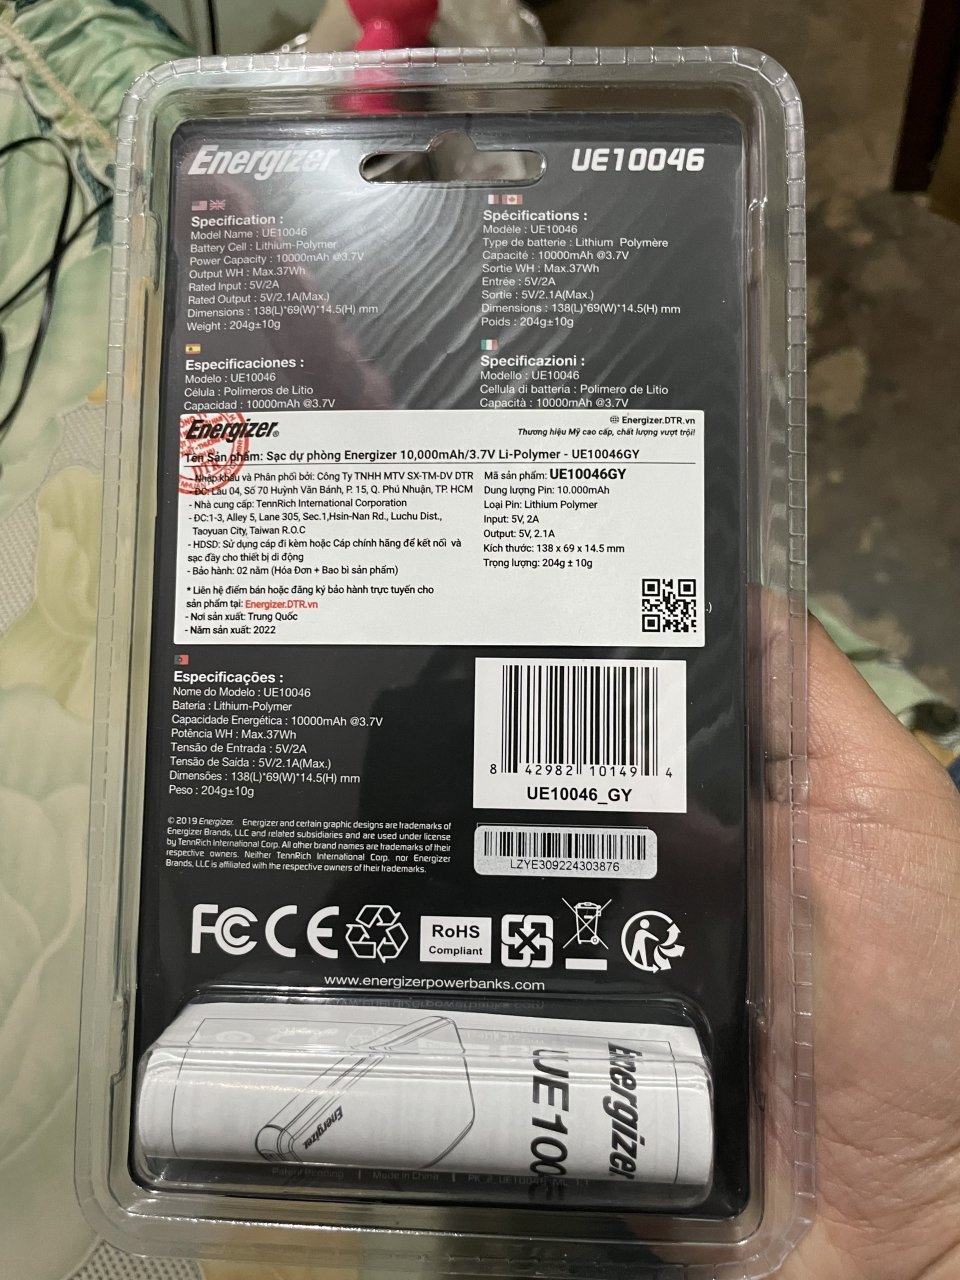 Energizer
UE10046
Specification :
Model Name : UE10046
Battery Cell : Lithium-Polymer
Power Capacity : 10000mAh @3.7V
Output WH : Max.37Wh
Rated Input : 5V/2A
Rated Output : 5V/2.1A(Max.)
Dimensions : 138(L)*69(W)*14.5(H) mm
Weight : 204g±10g
Spécifications :
Modèle : UE10046
Type de batterie : Lithium Polymère
Capacité : 10000mAh @3.7V
Sortie WH : Max.37Wh
Entrée : 5V/2A
Sortie : 5V/2.1A(Max.)
Dimensions : 138(L)*69(W)*14.5(H) mm
Poids : 204g±10g
Especificaciones :
Modelo : UE10046
Célula : Polímeros de Litio
Capacidad : 10000mAh @3.7V
Specificazioni :
Modello : UE10046
Cellula di batteria : Polimero de Litio
Capacità : 10000mAh @3.7V
Energizer®
Energizer.DTR.vn
Thương hiệu Mỹ cao cấp, chất lượng vượt trội!
Tên Sản phẩm: Sạc dự phòng Energizer 10,000mAh/3.7V Li-Polymer - UE10046GY
- Nhập khẩu và Phân phối bởi: Công Ty TNHH MTV SX-TM-DV DTR
- ĐC: Lầu 04, Số 70 Huỳnh Văn Bánh, P. 15, Q. Phú Nhuận, TP. HCM
- Nhà cung cấp: TennRich International Corporation
- ĐC:1-3, Alley 5, Lane 305, Sec.1,Hsin-Nan Rd., Luchu Dist.,
Taoyuan City, Taiwan R.O.C
- HDSD: Sử dụng cáp đi kèm hoặc Cáp chính hãng để kết nối và
sạc đầy cho thiết bị di động
- Bảo hành: 02 năm (Hóa Đơn + Bao bì sản phẩm)
* Liên hệ điểm bán hoặc đăng ký bảo hành trực tuyến cho
sản phẩm tại: Energizer.DTR.vn
- Nơi sản xuất: Trung Quốc
- Năm sản xuất: 2022
Mã sản phẩm: UE10046GY
Dung lượng Pin: 10.000mAh
Loại Pin: Lithium Polymer
Input: 5V, 2A
Output: 5V, 2.1A
Kích thước: 138 x 69 x 14.5 mm
Trọng lượng: 204g ± 10g
DTR
.)
Especificações :
Nome do Modelo : UE10046
Bateria : Lithium-Polymer
Capacidade Energética : 10000mAh @3.7V
Potência WH : Max.37Wh
Tensão de Entrada : 5V/2A
Tensão de Saída : 5V/2.1A(Max.)
Dimensões : 138(L)*69(W)*14.5(H) mm
Peso : 204g±10g
8 42982 10149 4
UE10046_GY
© 2019 Energizer. Energizer and certain graphic designs are trademarks of
Energizer Brands, LLC and related subsidiaries and are used under license
by TennRich International Corp. All other brand names are trademarks of their
respective owners. Neither TennRich International Corp. nor Energizer
Brands, LLC is affiliated with the respective owners of their trademarks.
LZYE309224303876
FC CE
RoHS
Compliant
www.energizerpowerbanks.com
Energizer
UE100
Energizer
Patent Pending | Made in China